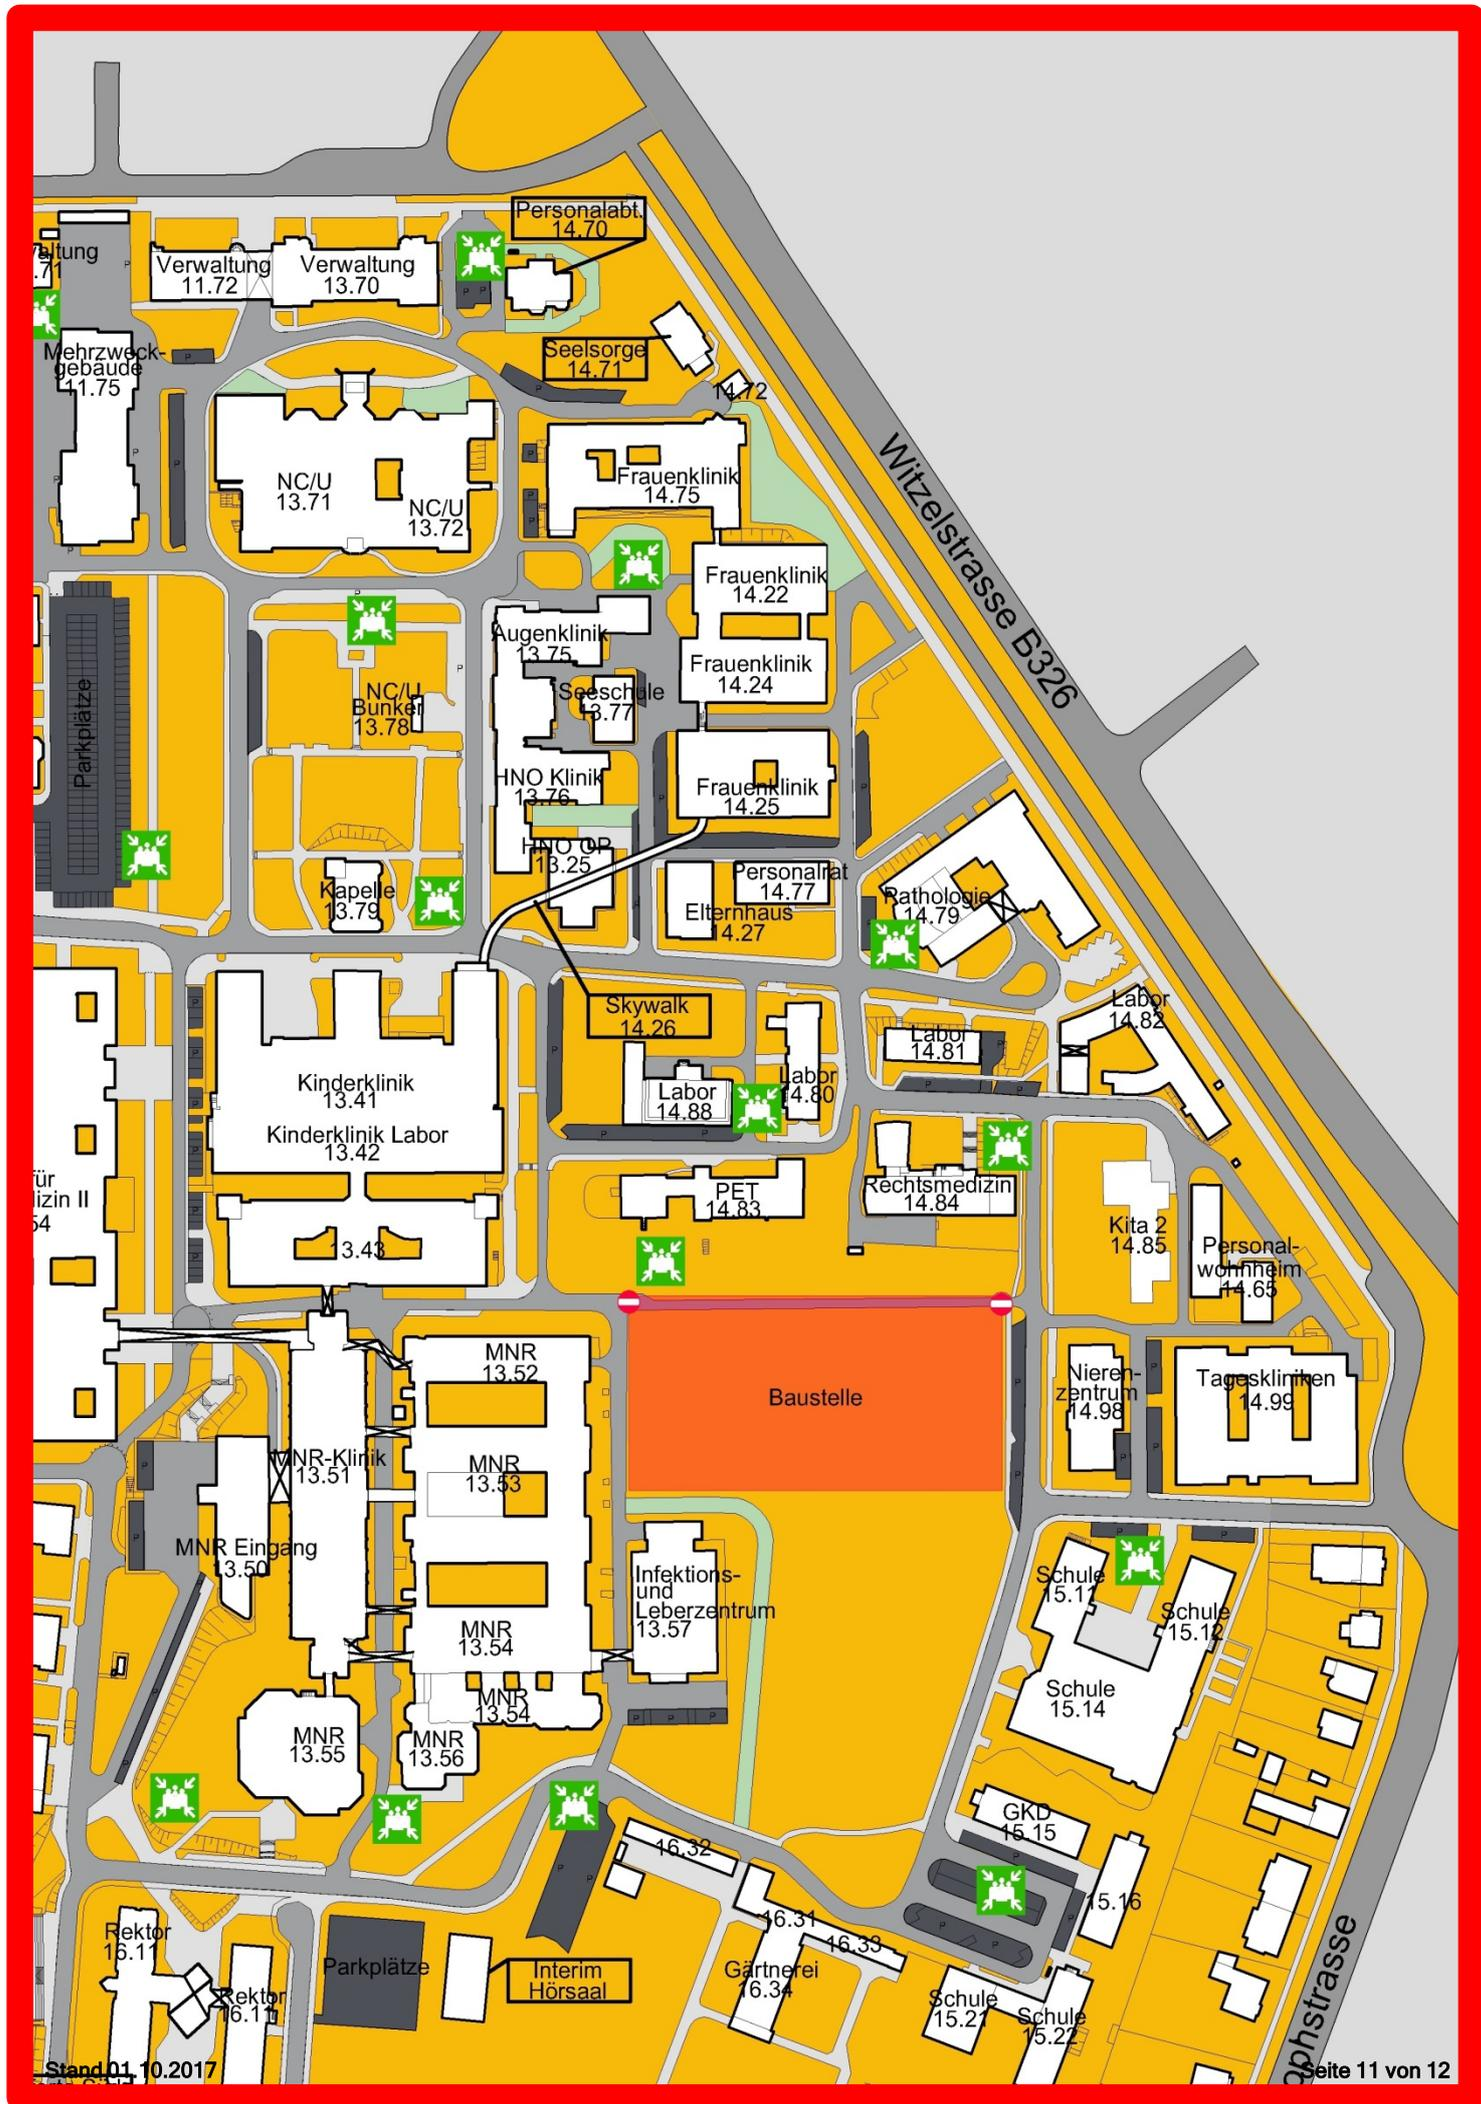 Personalabt.
14.70
altung
.71
Verwaltung
11.72
Verwaltung
13.70
Seelsorge
14.71
Mehrzweck-
gebäude
11.75
14.72
NC/U
13.71
NC/U
13.72
Frauenklinik
14.75
Witzelstrasse B326
Frauenklinik
14.22
Augenklinik
13.75
Frauenklinik
14.24
Seeschule
13.77
NC/U
Bunker
13.78
Parkplätze
HNO Klinik
13.76
Frauenklinik
14.25
HNO OP
13.25
Personalrat
14.77
Kapelle
13.79
Elternhaus
14.27
Pathologie
14.79
Skywalk
14.26
Labor
14.82
Labor
14.81
Kinderklinik
13.41
Labor
14.80
Labor
14.88
Kinderklinik Labor
13.42
für
lizin II
54
PET
14.83
Rechtsmedizin
14.84
Kita 2
14.85
Personal-
wohnheim
14.65
13.43
MNR
13.52
Baustelle
Nieren-
zentrum
14.98
Tageskliniken
14.99
MNR-Klinik
13.51
MNR
13.53
MNR Eingang
13.50
Infektions-
und
Leberzentrum
13.57
Schule
15.11
Schule
15.12
MNR
13.54
Schule
15.14
MNR
13.54
MNR
13.55
MNR
13.56
GKD
15.15
16.32
15.16
16.31
16.33
Rektor
16.11
Parkplätze
Interim
Hörsaal
Gärtnerei
16.34
Rektor
16.11
Schule
15.21
Schule
15.22
ophstrasse
Stand 01.10.2017
Seite 11 von 12